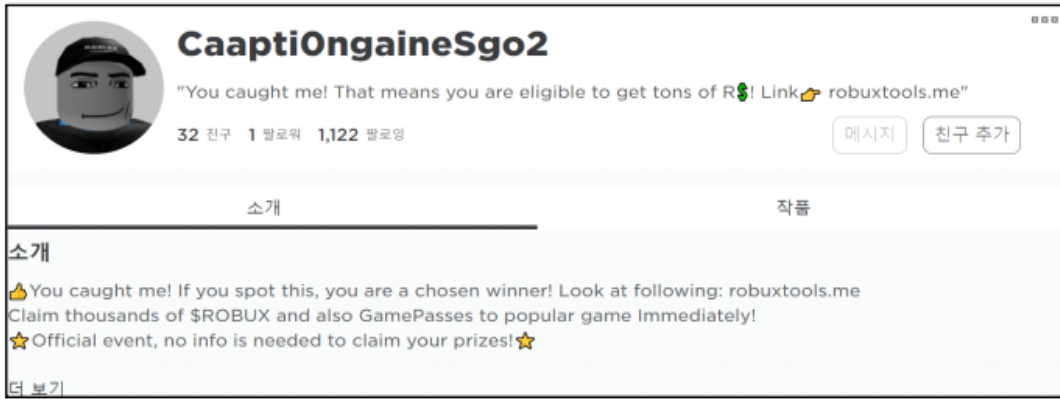 Caapti0ngaineSgo2
"You caught me! That means you are eligible to get tons of R💲! Link👉 robuxtools.me"
32 친구 1 팔로워 1,122 팔로잉
메시지 친구 추가
소개 작품
소개
👍You caught me! If you spot this, you are a chosen winner! Look at following: robuxtools.me
Claim thousands of $ROBUX and also GamePasses to popular game Immediately!
⭐Official event, no info is needed to claim your prizes!⭐
더 보기